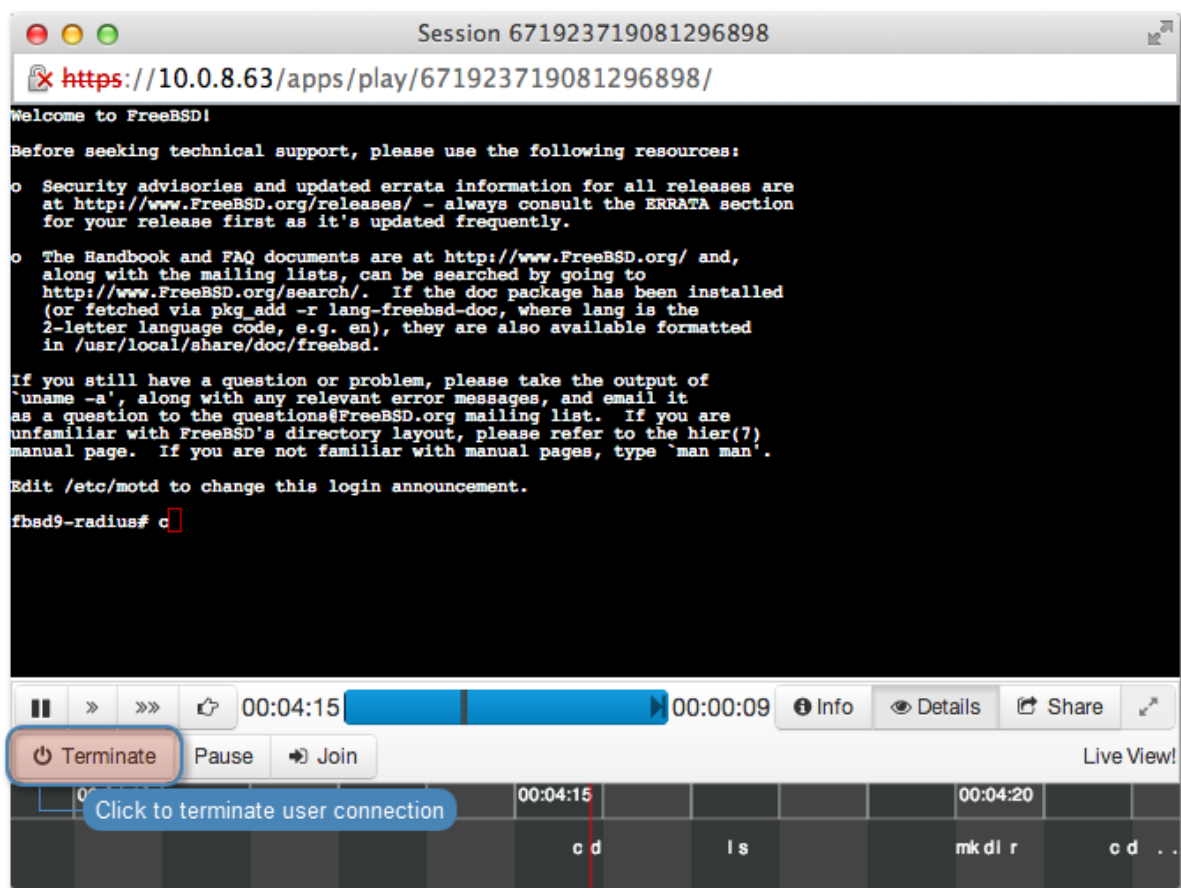 Session 671923719081296898
https://10.0.8.63/apps/play/671923719081296898/
Welcome to FreeBSD!
Before seeking technical support, please use the following resources:
o Security advisories and updated errata information for all releases are
at http://www.FreeBSD.org/releases/ - always consult the ERRATA section
for your release first as it's updated frequently.
o The Handbook and FAQ documents are at http://www.FreeBSD.org/ and,
along with the mailing lists, can be searched by going to
http://www.FreeBSD.org/search/. If the doc package has been installed
(or fetched via pkg_add -r lang-freebsd-doc, where lang is the
2-letter language code, e.g. en), they are also available formatted
in /usr/local/share/doc/freebsd.
If you still have a question or problem, please take the output of
`uname -a', along with any relevant error messages, and email it
as a question to the questions@FreeBSD.org mailing list. If you are
unfamiliar with FreeBSD's directory layout, please refer to the hier(7)
manual page. If you are not familiar with manual pages, type `man man'.
Edit /etc/motd to change this login announcement.
fbsd9-radius# c
00:04:15 00:00:09 Info Details Share
Terminate Pause Join Live View!
00:04:15 00:04:20
Click to terminate user connection
cd ls mkdir cd ..